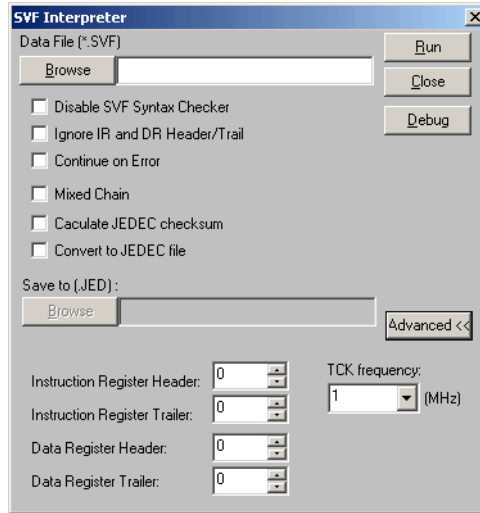 SVF Interpreter
Data File (*.SVF)
Run
Browse
Close
Disable SVF Syntax Checker
Debug
Ignore IR and DR Header/Trail
Continue on Error
Mixed Chain
Caculate JEDEC checksum
Convert to JEDEC file
Save to (.JED) :
Browse
Advanced <<
Instruction Register Header: 0
TCK frequency:
1 (MHz)
Instruction Register Trailer: 0
Data Register Header: 0
Data Register Trailer: 0